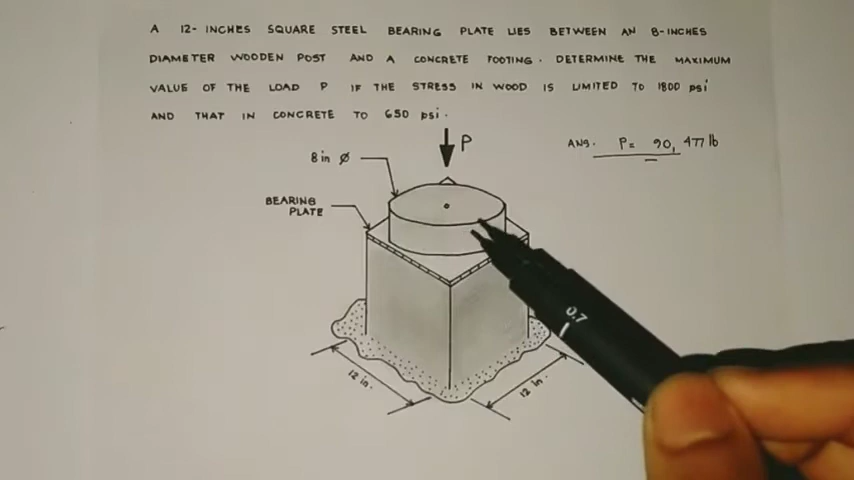 A 12- INCHES SQUARE STEEL BEARING PLATE LIES BETWEEN AN 8-INCHES
DIAMETER WOODEN POST AND A CONCRETE FOOTING. DETERMINE THE MAXIMUM
VALUE OF THE LOAD P IF THE STRESS IN WOOD IS LIMITED TO 1800 psi
AND THAT IN CONCRETE TO 650 psi.
ANS. P= 90,477 lb
P
8 in ∅
BEARING
PLATE
0.7
12 in.
12 in.